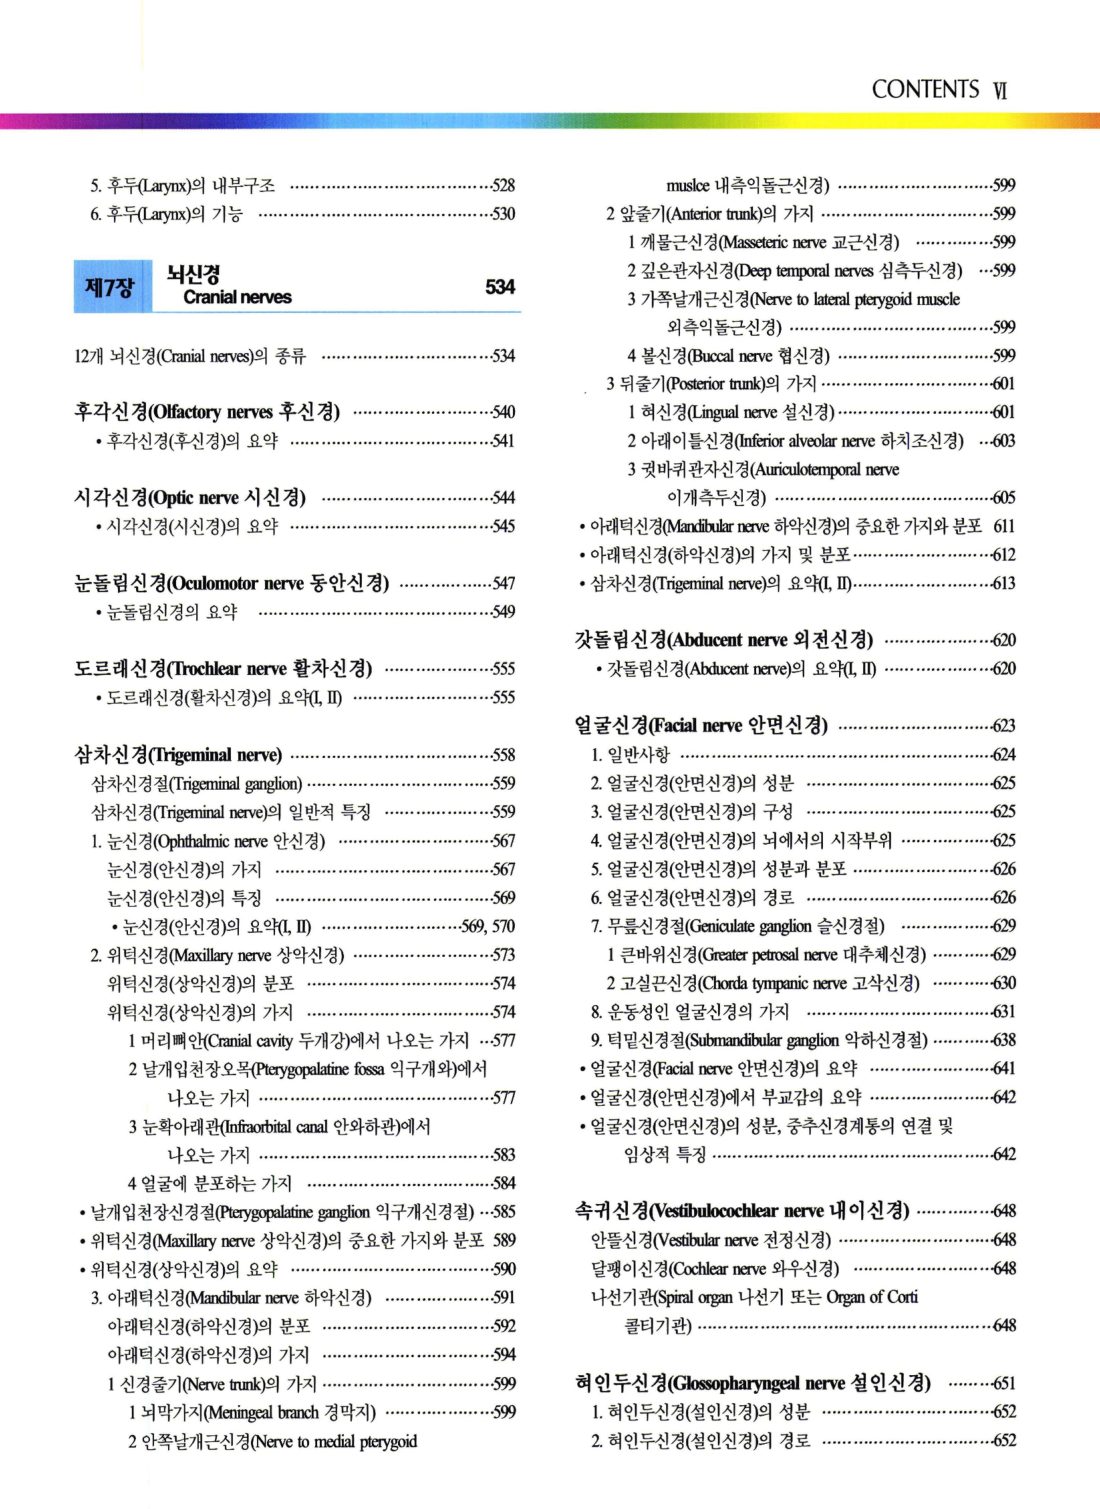 CONTENTS Ⅵ
5. 후두(Larynx)의 내부구조 ································528
6. 후두(Larynx)의 기능 ································530
제7장
뇌신경
Cranial nerves
534
12개 뇌신경(Cranial nerves)의 종류 ································534
후각신경(Olfactory nerves 후신경) ································540
• 후각신경(후신경)의 요약 ································541
시각신경(Optic nerve 시신경) ································544
• 시각신경(시신경)의 요약 ································545
눈돌림신경(Oculomotor nerve 동안신경) ··················547
• 눈돌림신경의 요약 ································549
도르래신경(Trochlear nerve 활차신경) ··················555
• 도르래신경(활차신경)의 요약(I, II) ··················555
삼차신경(Trigeminal nerve) ································558
삼차신경절(Trigeminal ganglion) ································559
삼차신경(Trigeminal nerve)의 일반적 특징 ··················559
1. 눈신경(Ophthalmic nerve 안신경) ··················567
눈신경(안신경)의 가지 ································567
눈신경(안신경)의 특징 ································569
• 눈신경(안신경)의 요약(I, II) ··················569, 570
2. 위턱신경(Maxillary nerve 상악신경) ··················573
위턱신경(상악신경)의 분포 ································574
위턱신경(상악신경)의 가지 ································574
1 머리뼈안(Cranial cavity 두개강)에서 나오는 가지 ···577
2 날개입천장오목(Pterygopalatine fossa 익구개와)에서
나오는 가지 ································577
3 눈확아래관(Infraorbital canal 안와하관)에서
나오는 가지 ································583
4 얼굴에 분포하는 가지 ································584
• 날개입천장신경절(Pterygopalatine ganglion 익구개신경절) ···585
• 위턱신경(Maxillary nerve 상악신경)의 중요한 가지와 분포 589
• 위턱신경(상악신경)의 요약 ································590
3. 아래턱신경(Mandibular nerve 하악신경) ··················591
아래턱신경(하악신경)의 분포 ································592
아래턱신경(하악신경)의 가지 ································594
1 신경줄기(Nerve trunk)의 가지 ································599
1 뇌막가지(Meningeal branch 경막지) ··················599
2 안쪽날개근신경(Nerve to medial pterygoid
muslce 내측익돌근신경) ································599
2 앞줄기(Anterior trunk)의 가지 ································599
1 깨물근신경(Masseteric nerve 교근신경) ···············599
2 깊은관자신경(Deep temporal nerves 심측두신경) ···599
3 가쪽날개근신경(Nerve to lateral pterygoid muscle
외측익돌근신경) ································599
4 볼신경(Buccal nerve 협신경) ································599
3 뒤줄기(Posterior trunk)의 가지 ································601
1 혀신경(Lingual nerve 설신경) ································601
2 아래이틀신경(Inferior alveolar nerve 하치조신경) ···603
3 귓바퀴관자신경(Auriculotemporal nerve
이개측두신경) ································605
• 아래턱신경(Mandibular nerve 하악신경)의 중요한 가지와 분포 611
• 아래턱신경(하악신경)의 가지 및 분포 ··················612
• 삼차신경(Trigeminal nerve)의 요약(I, II) ··················613
갓돌림신경(Abducent nerve 외전신경) ··················620
• 갓돌림신경(Abducent nerve)의 요약(I, II) ··················620
얼굴신경(Facial nerve 안면신경) ································623
1. 일반사항 ································624
2. 얼굴신경(안면신경)의 성분 ································625
3. 얼굴신경(안면신경)의 구성 ································625
4. 얼굴신경(안면신경)의 뇌에서의 시작부위 ··················625
5. 얼굴신경(안면신경)의 성분과 분포 ··················626
6. 얼굴신경(안면신경)의 경로 ································626
7. 무릎신경절(Geniculate ganglion 슬신경절) ··················629
1 큰바위신경(Greater petrosal nerve 대추체신경) ············629
2 고실끈신경(Chorda tympanic nerve 고삭신경) ············630
8. 운동성인 얼굴신경의 가지 ································631
9. 턱밑신경절(Submandibular ganglion 악하신경절) ············638
• 얼굴신경(Facial nerve 안면신경)의 요약 ··················641
• 얼굴신경(안면신경)에서 부교감의 요약 ··················642
• 얼굴신경(안면신경)의 성분, 중추신경계통의 연결 및
임상적 특징 ································642
속귀신경(Vestibulocochlear nerve 내이신경) ···············648
안뜰신경(Vestibular nerve 전정신경) ································648
달팽이신경(Cochlear nerve 와우신경) ··················648
나선기관(Spiral organ 나선기 또는 Organ of Corti
콜티기관) ································648
혀인두신경(Glossopharyngeal nerve 설인신경) ·········651
1. 혀인두신경(설인신경)의 성분 ································652
2. 혀인두신경(설인신경)의 경로 ································652